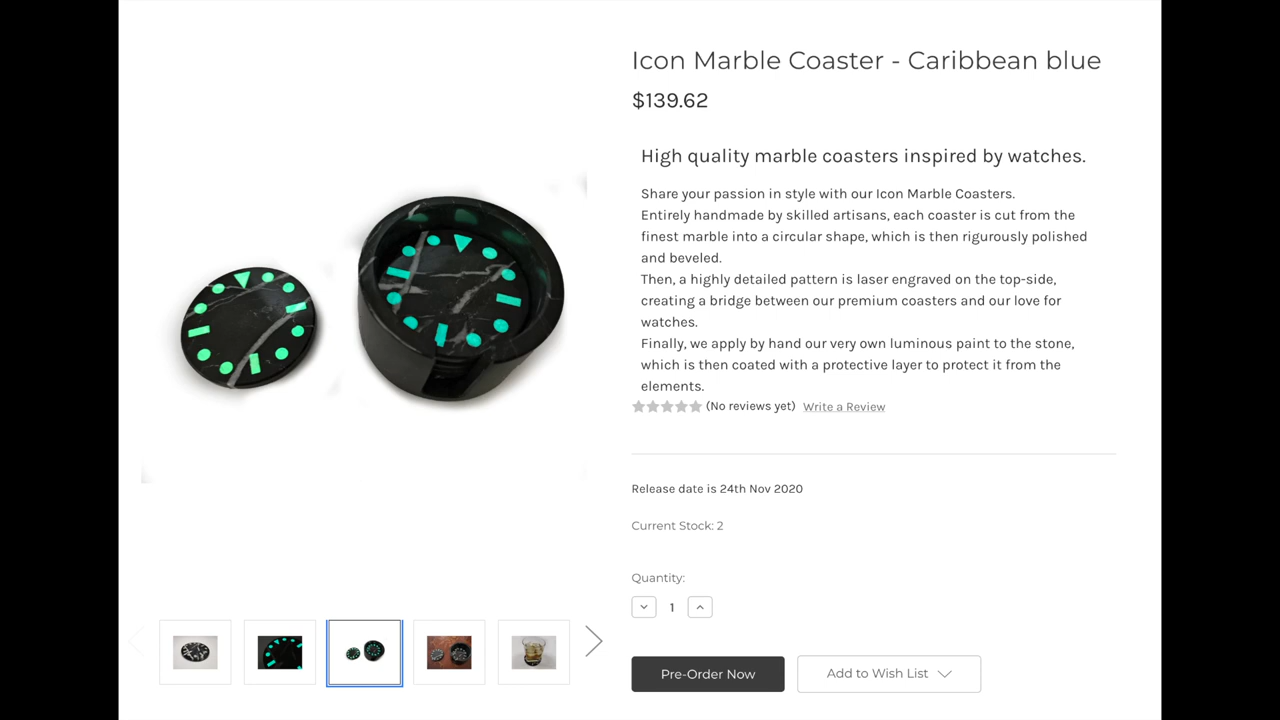 Icon Marble Coaster - Caribbean blue
$139.62
High quality marble coasters inspired by watches.
Share your passion in style with our Icon Marble Coasters.
Entirely handmade by skilled artisans, each coaster is cut from the
finest marble into a circular shape, which is then rigurously polished
and beveled.
Then, a highly detailed pattern is laser engraved on the top-side,
creating a bridge between our premium coasters and our love for
watches.
Finally, we apply by hand our very own luminous paint to the stone,
which is then coated with a protective layer to protect it from the
elements.
(No reviews yet) Write a Review
Release date is 24th Nov 2020
Current Stock: 2
Quantity:
1
Pre-Order Now
Add to Wish List